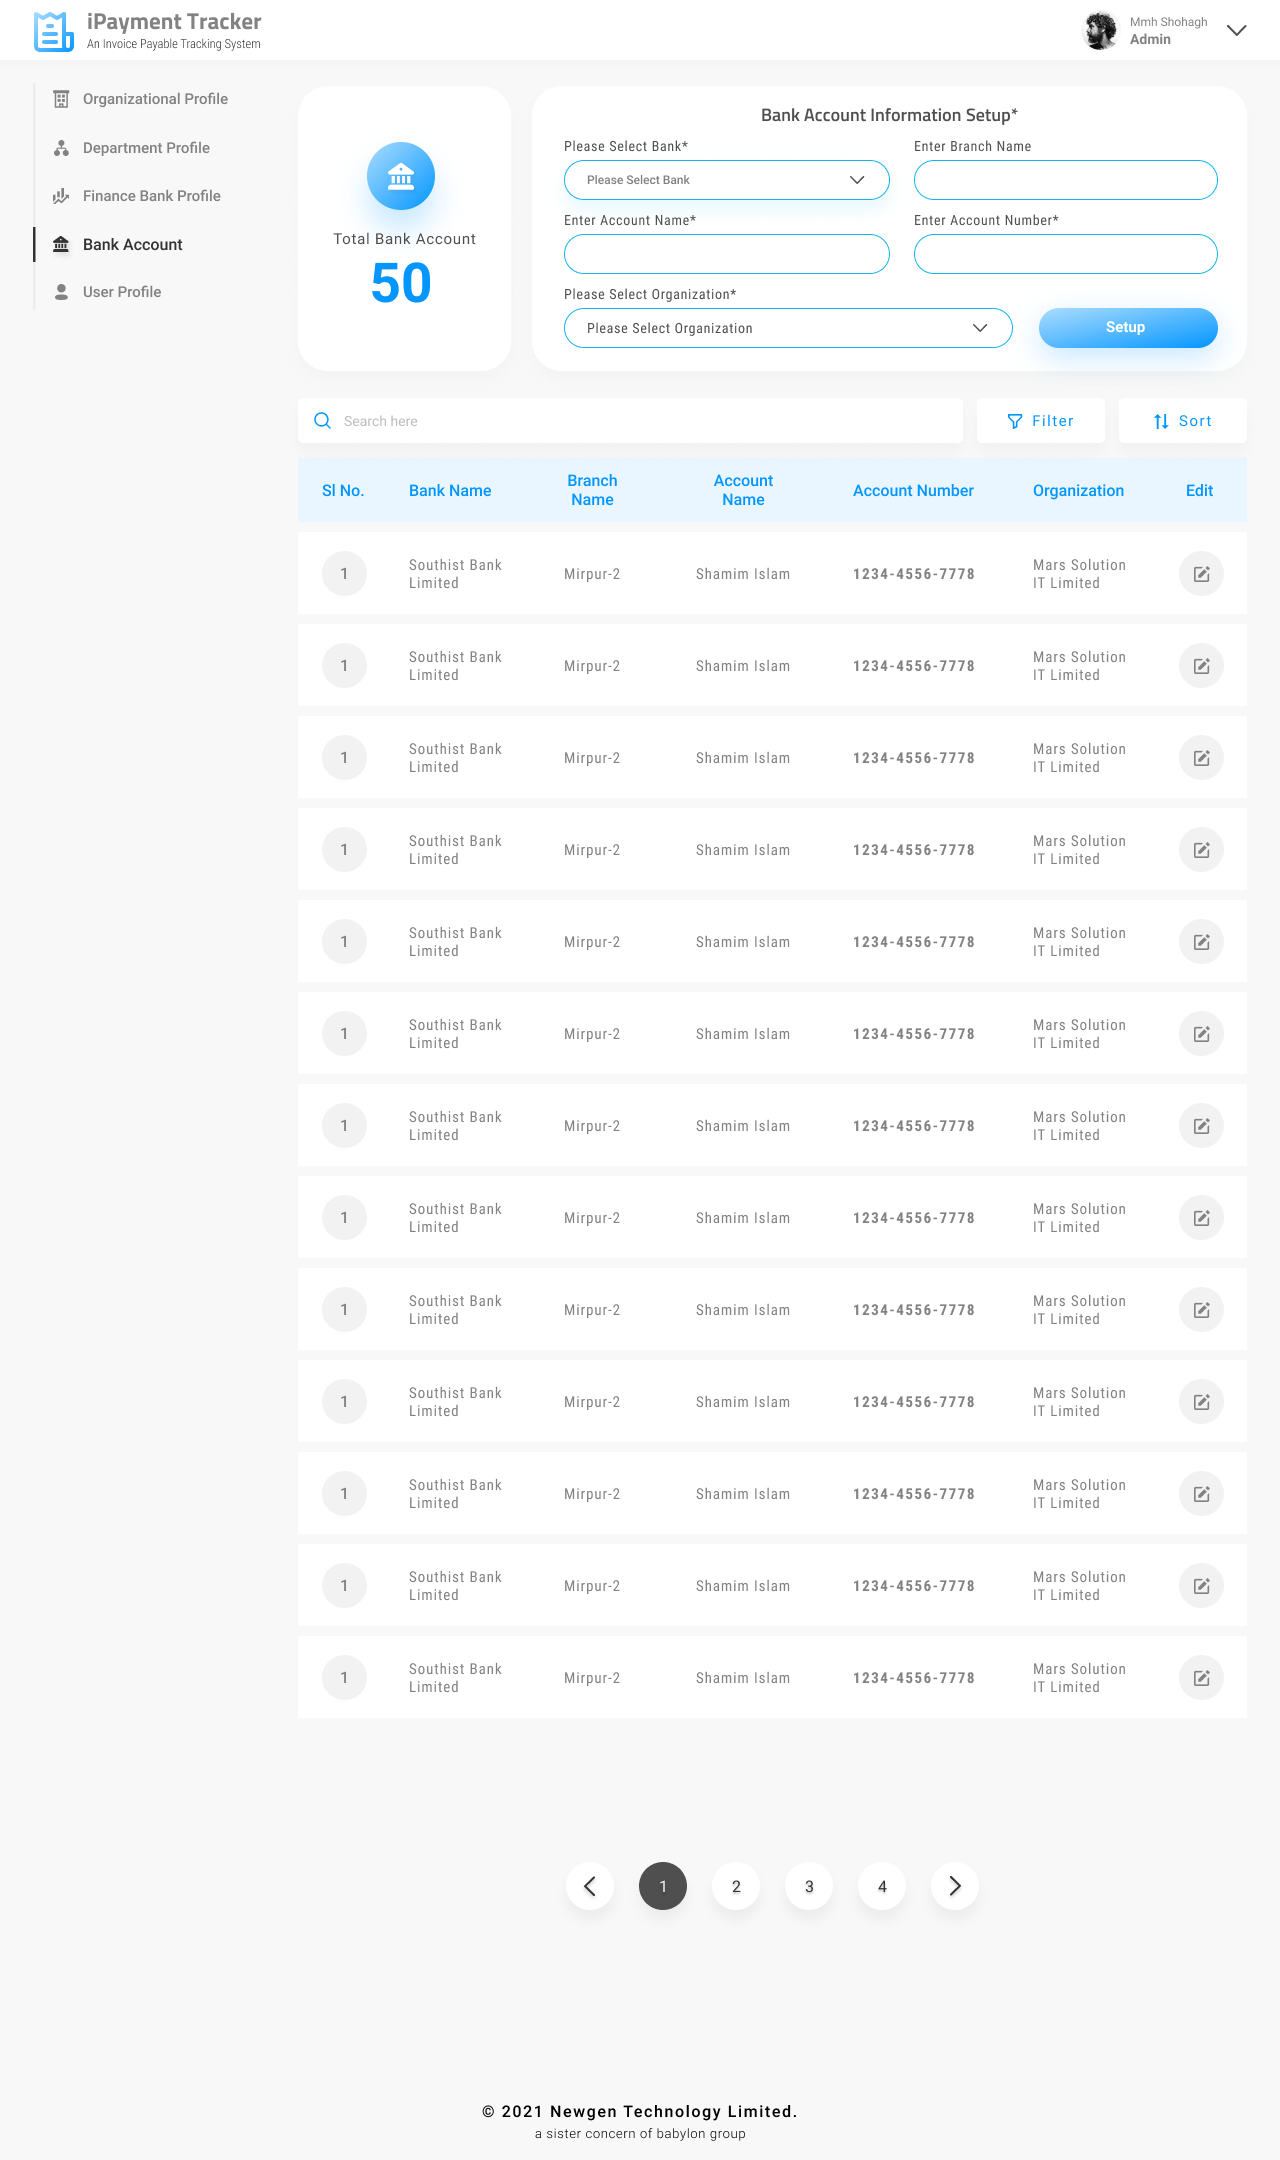 iPayment Tracker
An Invoice Payable Tracking System
Mmh Shohagh
Admin
Organizational Profile
Department Profile
Finance Bank Profile
Bank Account
User Profile
Total Bank Account
50
Bank Account Information Setup*
Please Select Bank*
Enter Branch Name
Please Select Bank
Enter Account Name*
Enter Account Number*
Please Select Organization*
Please Select Organization
Setup
Search here
Filter
Sort
Sl No. Bank Name Branch Name Account Name Account Number Organization Edit
1 Southist Bank Limited Mirpur-2 Shamim Islam 1234-4556-7778 Mars Solution IT Limited
1 Southist Bank Limited Mirpur-2 Shamim Islam 1234-4556-7778 Mars Solution IT Limited
1 Southist Bank Limited Mirpur-2 Shamim Islam 1234-4556-7778 Mars Solution IT Limited
1 Southist Bank Limited Mirpur-2 Shamim Islam 1234-4556-7778 Mars Solution IT Limited
1 Southist Bank Limited Mirpur-2 Shamim Islam 1234-4556-7778 Mars Solution IT Limited
1 Southist Bank Limited Mirpur-2 Shamim Islam 1234-4556-7778 Mars Solution IT Limited
1 Southist Bank Limited Mirpur-2 Shamim Islam 1234-4556-7778 Mars Solution IT Limited
1 Southist Bank Limited Mirpur-2 Shamim Islam 1234-4556-7778 Mars Solution IT Limited
1 Southist Bank Limited Mirpur-2 Shamim Islam 1234-4556-7778 Mars Solution IT Limited
1 Southist Bank Limited Mirpur-2 Shamim Islam 1234-4556-7778 Mars Solution IT Limited
1 Southist Bank Limited Mirpur-2 Shamim Islam 1234-4556-7778 Mars Solution IT Limited
1 Southist Bank Limited Mirpur-2 Shamim Islam 1234-4556-7778 Mars Solution IT Limited
1 Southist Bank Limited Mirpur-2 Shamim Islam 1234-4556-7778 Mars Solution IT Limited
1 2 3 4
© 2021 Newgen Technology Limited.
a sister concern of babylon group